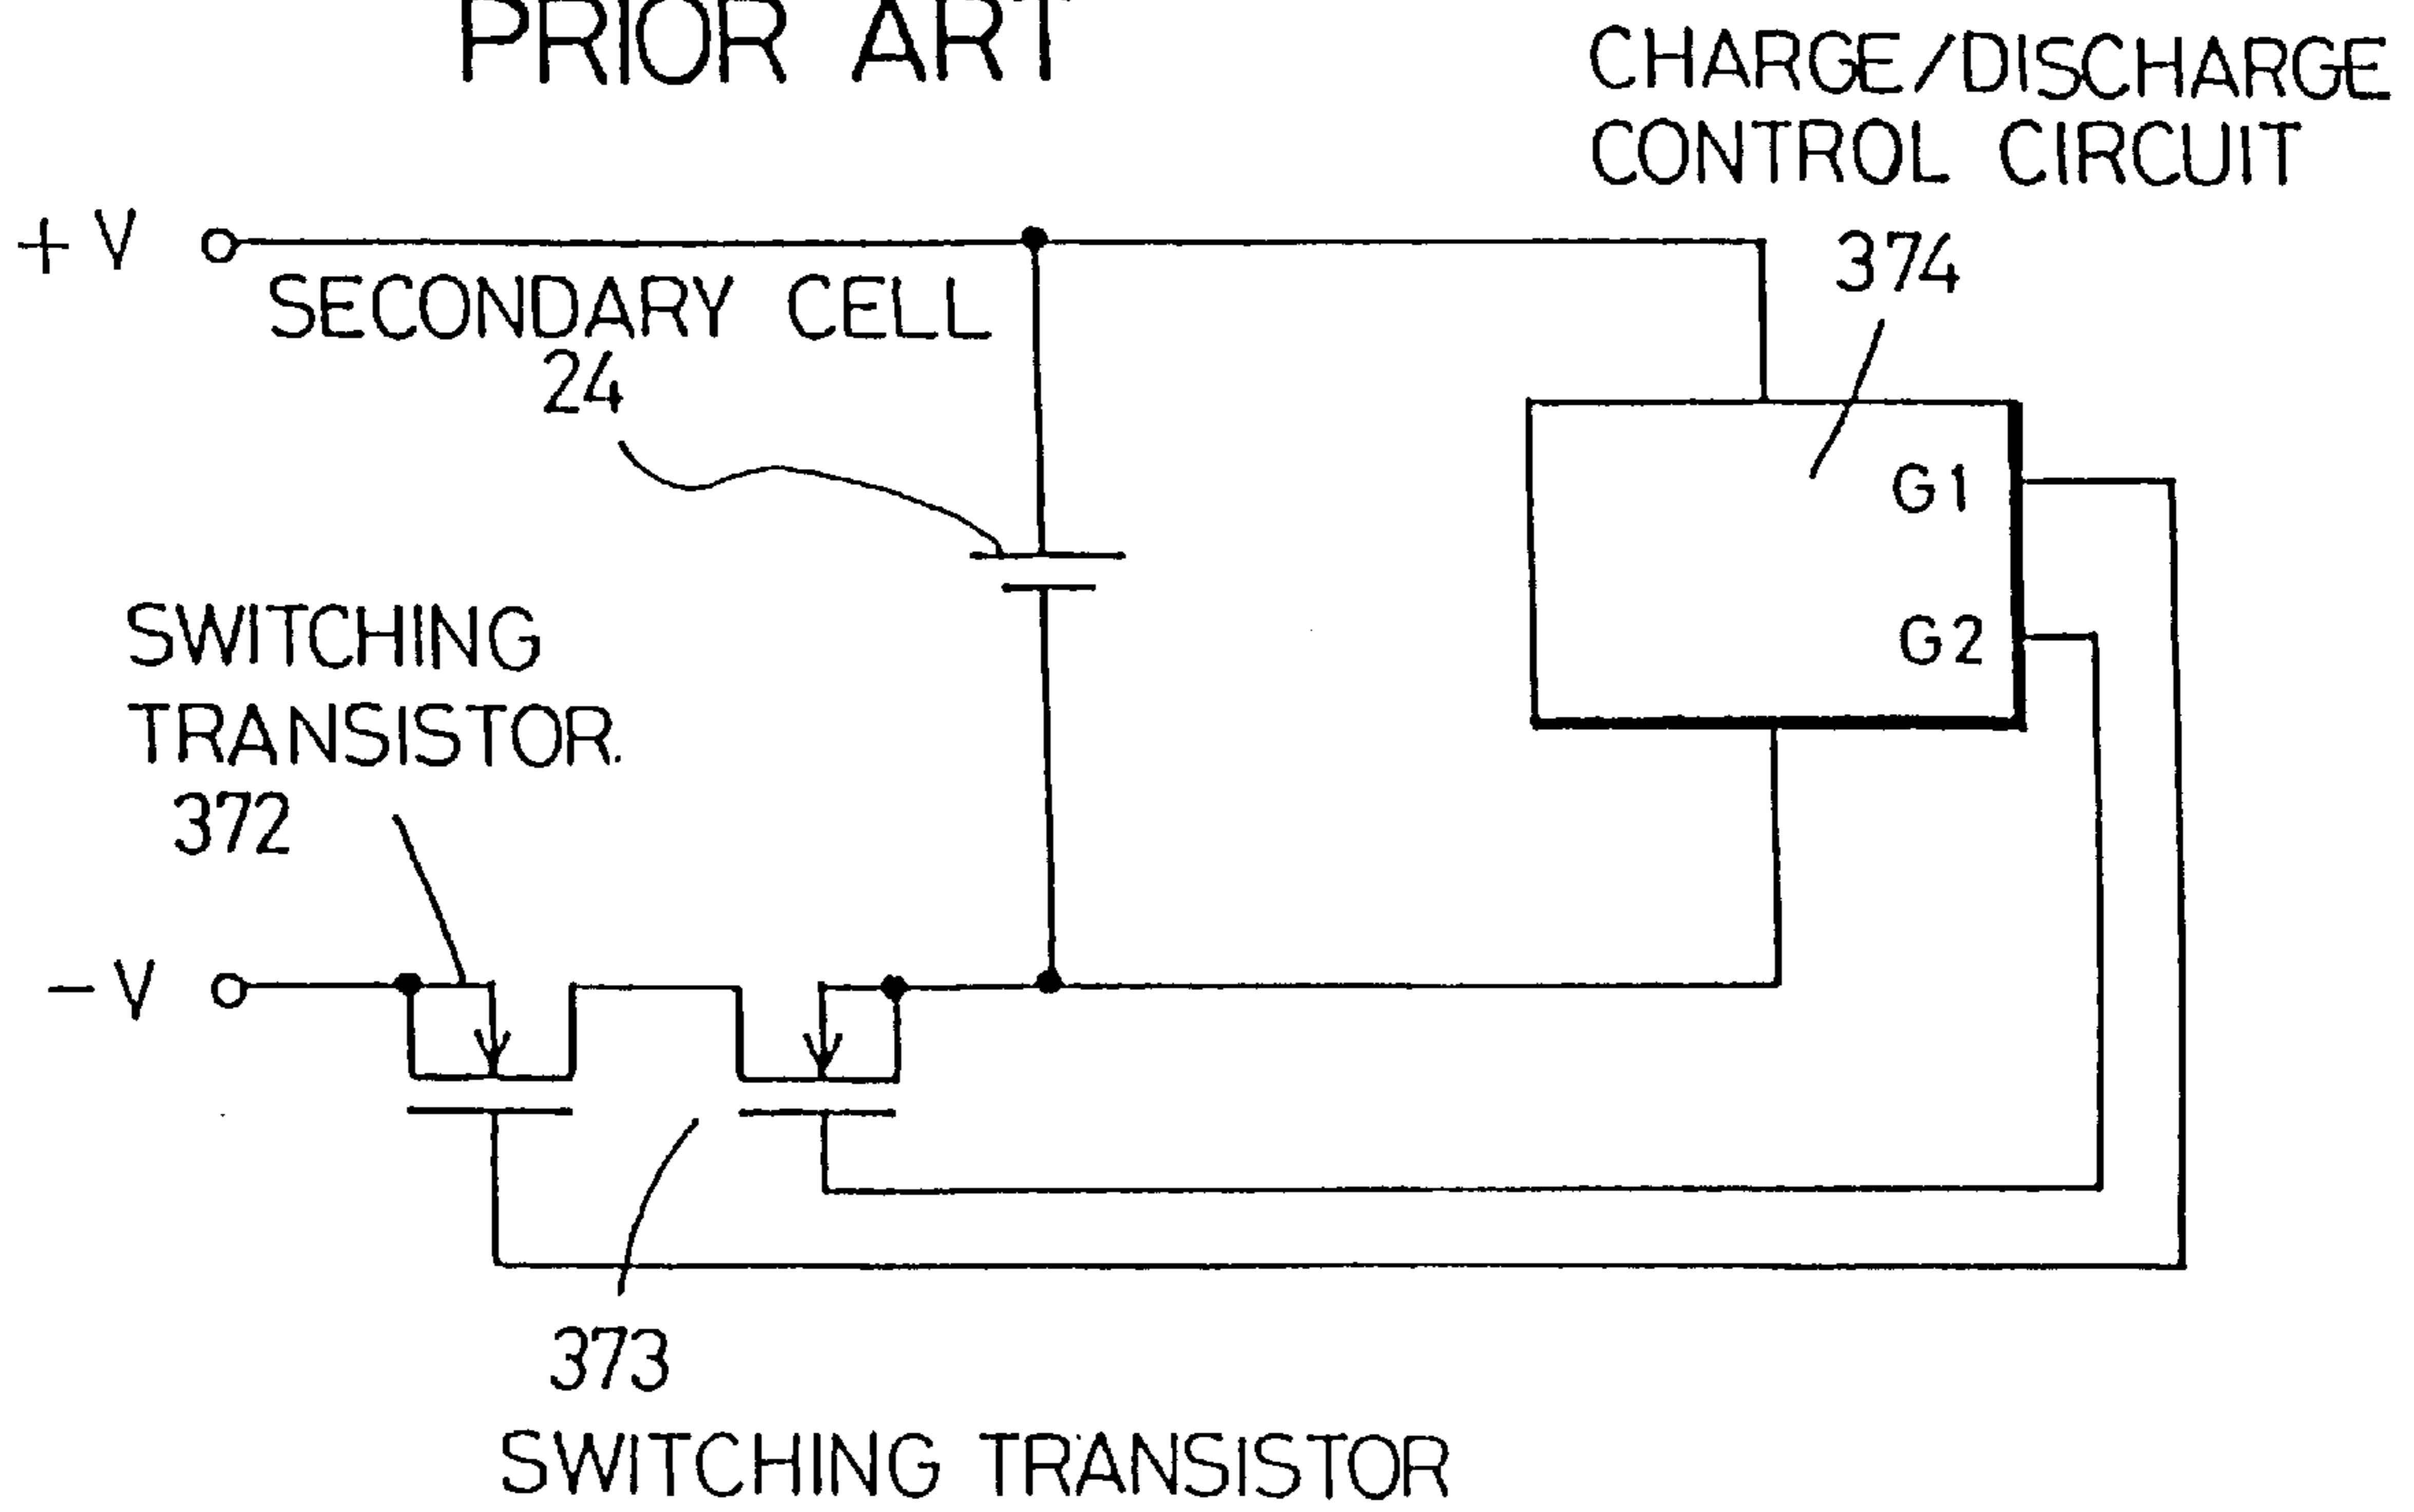 PRIOR ART
CHARGE/DISCHARGE
CONTROL CIRCUIT
374
+V
SECONDARY CELL
24
G1
G2
SWITCHING
TRANSISTOR.
372
-V
373
SWITCHING TRANSISTOR